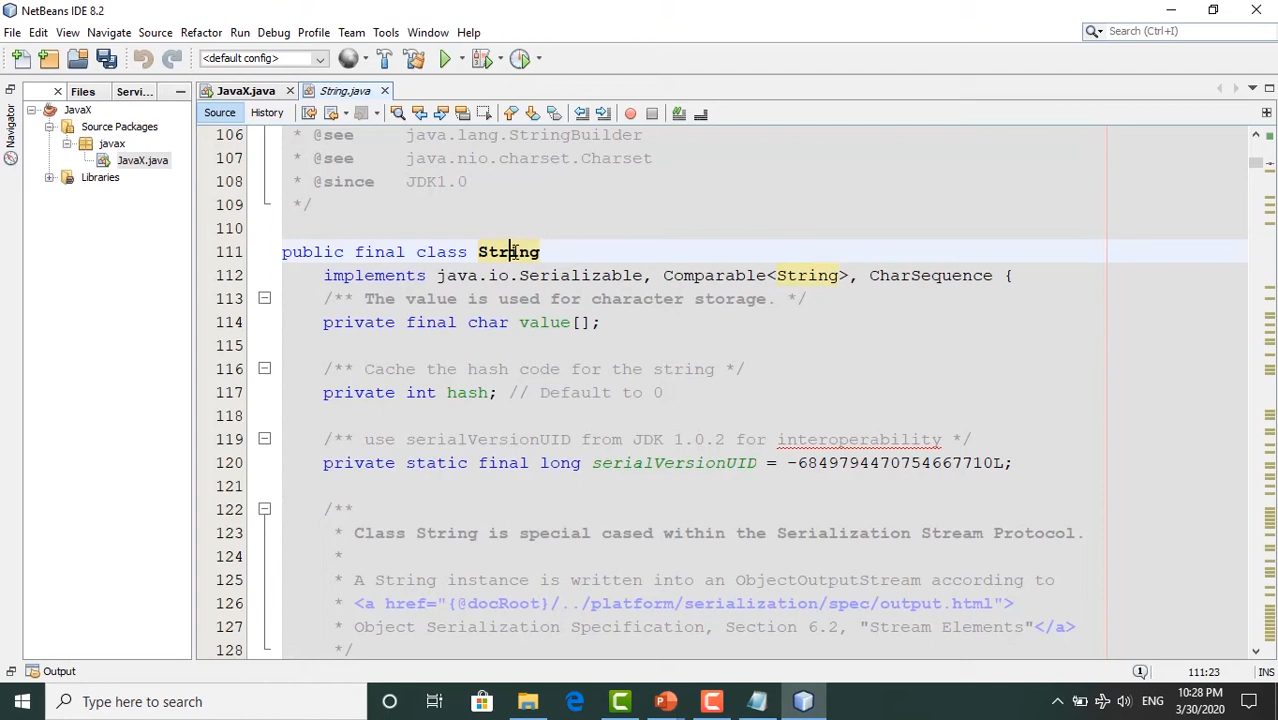 NetBeans IDE 8.2
File Edit View Navigate Source Refactor Run Debug Profile Team Tools Window Help
Search (Ctrl+I)
<default config>
Files Servi...
JavaX.java String.java
Source History
Navigator
JavaX
Source Packages
javax
JavaX.java
Libraries
106 * @see java.lang.StringBuilder
107 * @see java.nio.charset.Charset
108 * @since JDK1.0
109 */
110
111 public final class String
112 implements java.io.Serializable, Comparable<String>, CharSequence {
113 /** The value is used for character storage. */
114 private final char value[];
115
116 /** Cache the hash code for the string */
117 private int hash; // Default to 0
118
119 /** use serialVersionUID from JDK 1.0.2 for interoperability */
120 private static final long serialVersionUID = -6849794470754667710L;
121
122 /**
123 * Class String is special cased within the Serialization Stream Protocol.
124 *
125 * A String instance is written into an ObjectOutputStream according to
126 * <a href="{@docRoot}/../platform/serialization/spec/output.html">
127 * Object Serialization Specification, Section 6.2, "Stream Elements"</a>
128 */
Output
111:23 INS
Type here to search
ENG
10:28 PM
3/30/2020